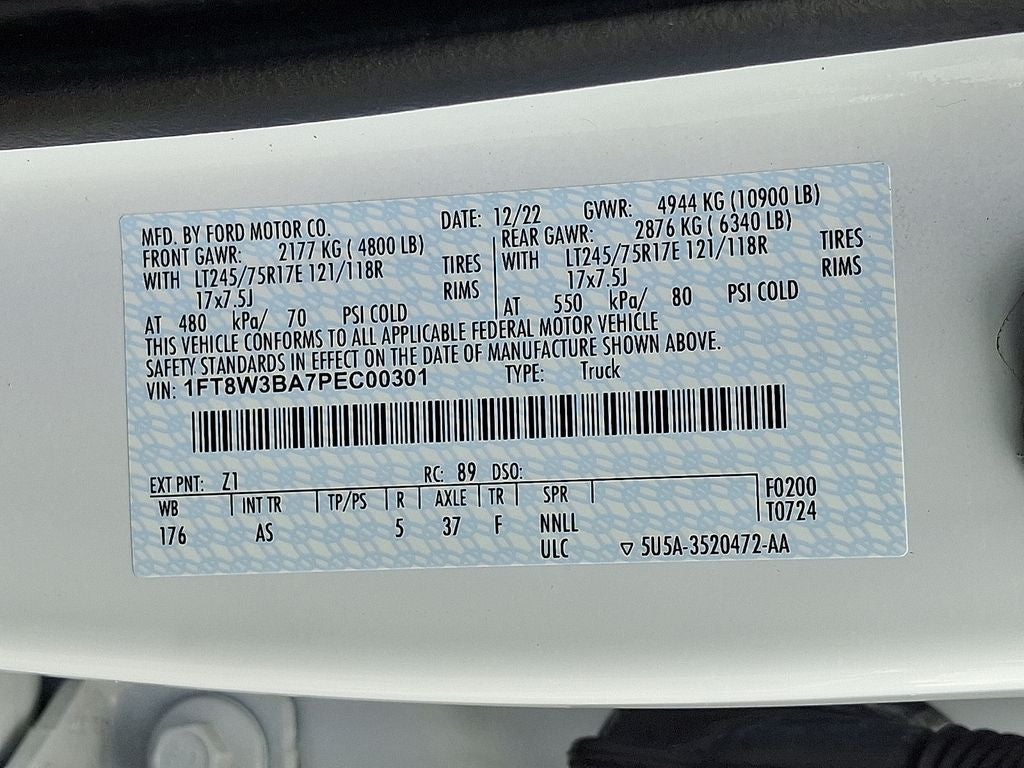 MFD. BY FORD MOTOR CO. DATE: 12/22 GVWR: 4944 KG (10900 LB)
FRONT GAWR: 2177 KG ( 4800 LB) REAR GAWR: 2876 KG ( 6340 LB)
WITH LT245/75R17E 121/118R TIRES WITH LT245/75R17E 121/118R TIRES
17x7.5J RIMS 17x7.5J RIMS
AT 480 kPa/ 70 PSI COLD AT 550 kPa/ 80 PSI COLD
THIS VEHICLE CONFORMS TO ALL APPLICABLE FEDERAL MOTOR VEHICLE
SAFETY STANDARDS IN EFFECT ON THE DATE OF MANUFACTURE SHOWN ABOVE.
VIN: 1FT8W3BA7PEC00301 TYPE: Truck
EXT PNT: Z1 RC: 89 DSO:
WB INT TR TP/PS R AXLE TR SPR F0200
176 AS 5 37 F NNLL T0724
ULC ▽ 5U5A-3520472-AA